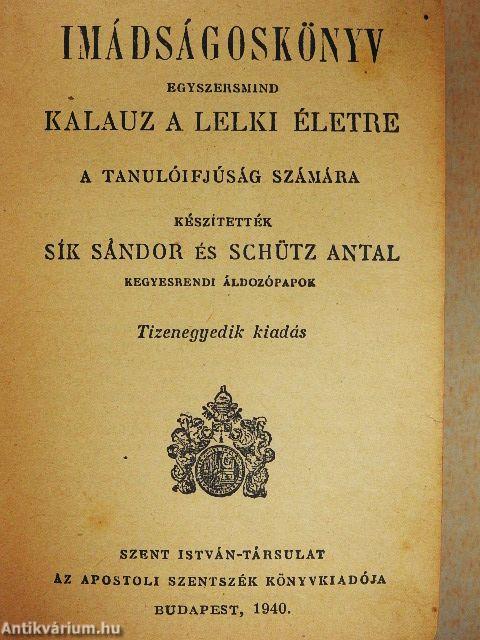 IMÁDSÁGOSKÖNYV
EGYSZERSMIND
KALAUZ A LELKI ÉLETRE
A TANULÓIFJÚSÁG SZÁMÁRA
KÉSZÍTETTÉK
SÍK SÁNDOR ÉS SCHÜTZ ANTAL
KEGYESRENDI ÁLDOZÓPAPOK
Tizenegyedik kiadás
SZENT ISTVÁN-TÁRSULAT
AZ APOSTOLI SZENTSZÉK KÖNYVKIADÓJA
BUDAPEST, 1940.
Antikvárium.hu